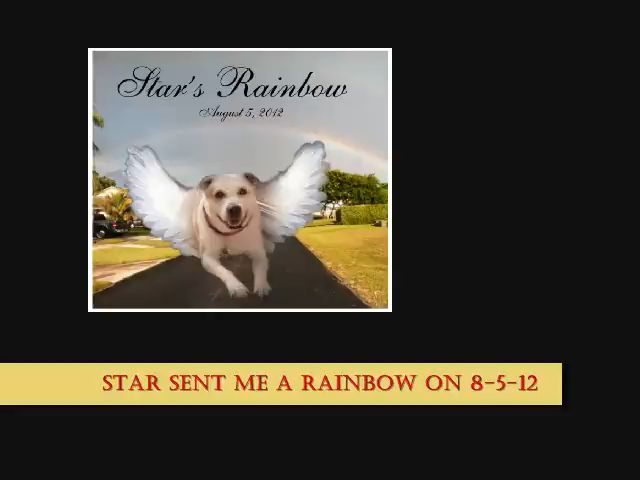 Star's Rainbow
August 5, 2012
STAR SENT ME A RAINBOW ON 8-5-12